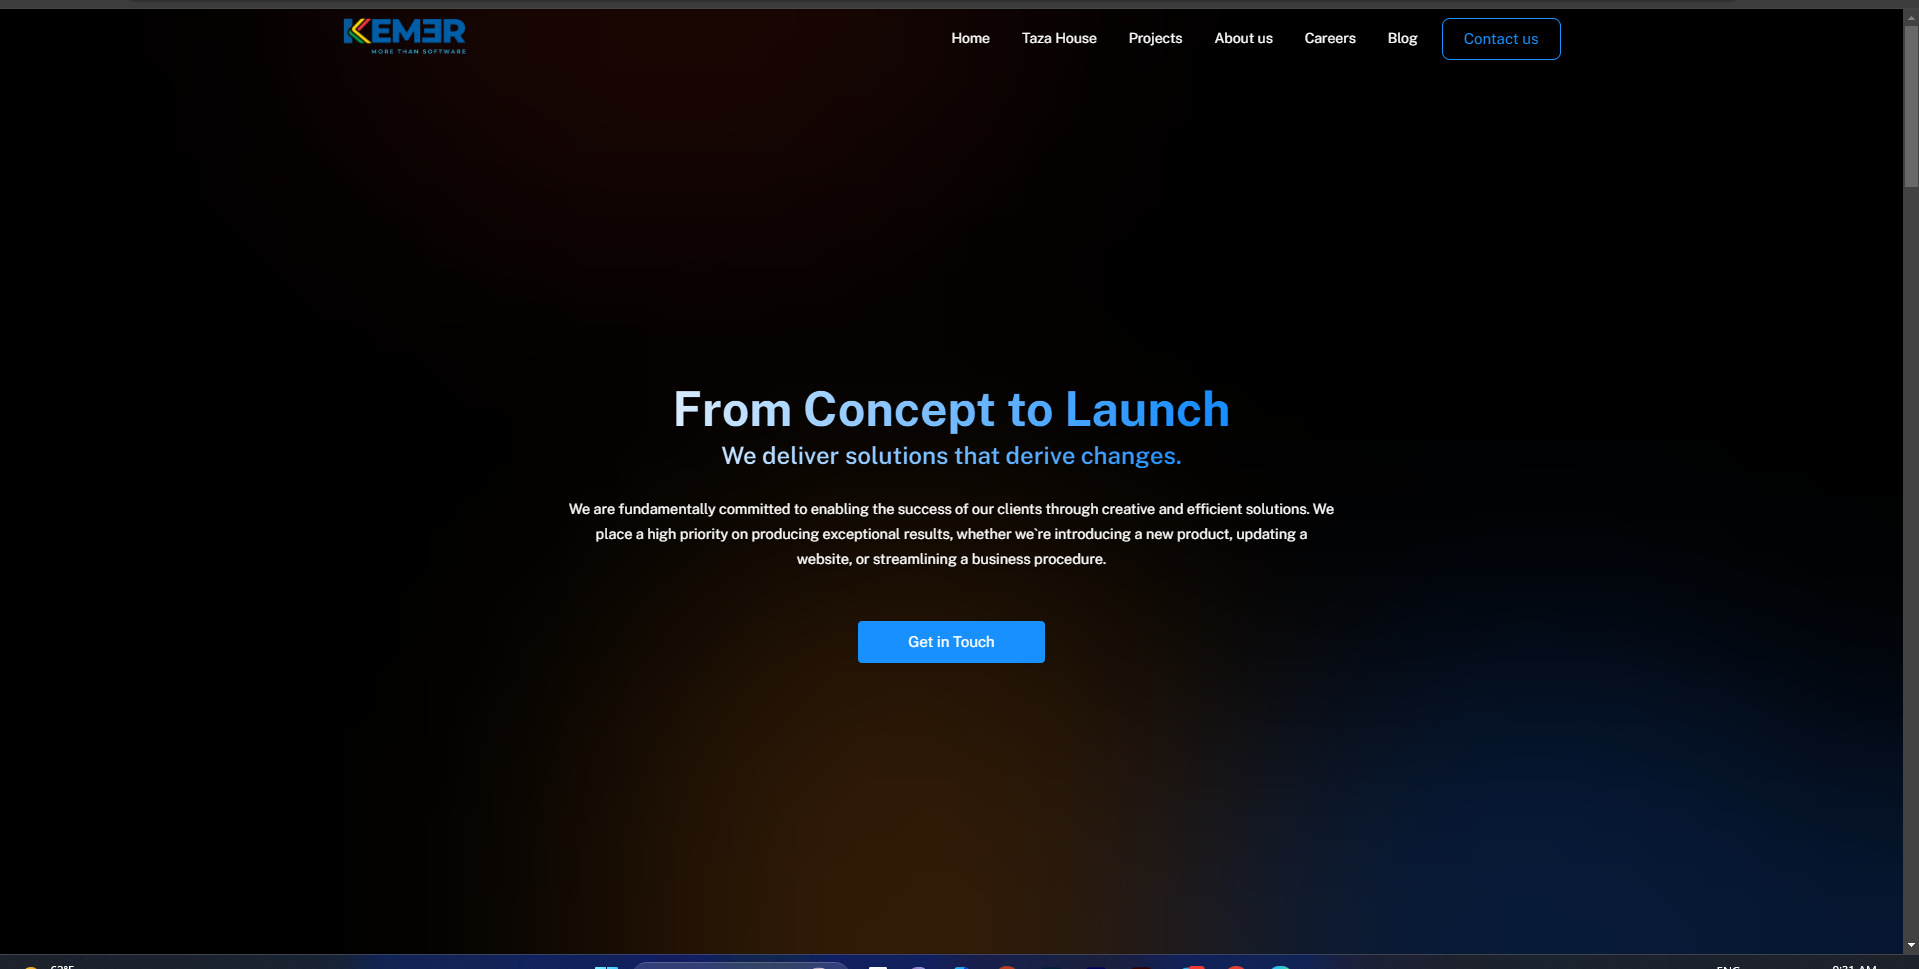 KEMER
MORE THAN SOFTWARE
Home Taza House Projects About us Careers Blog Contact us
From Concept to Launch
We deliver solutions that derive changes.
We are fundamentally committed to enabling the success of our clients through creative and efficient solutions. We
place a high priority on producing exceptional results, whether we`re introducing a new product, updating a
website, or streamlining a business procedure.
Get in Touch